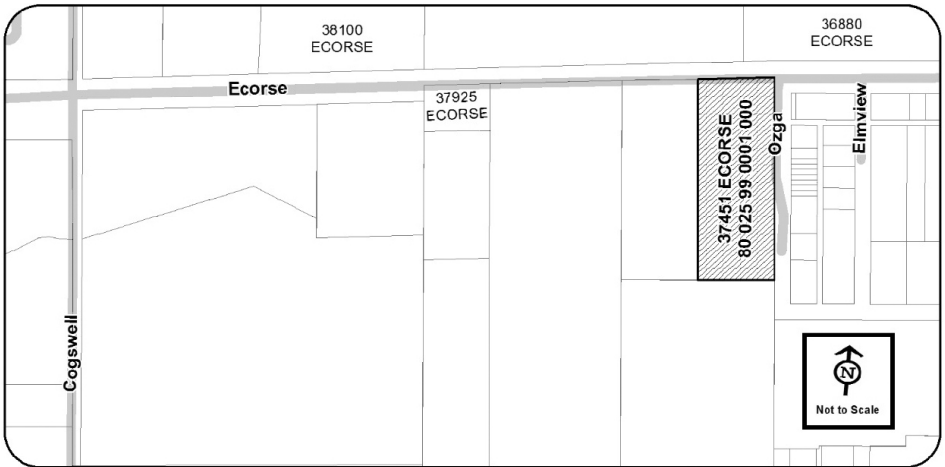 38100
ECORSE
36880
ECORSE
Ecorse
37925
ECORSE
37451 ECORSE
80 025 99 0001 000
Ozga
Elmview
Cogswell
N
Not to Scale